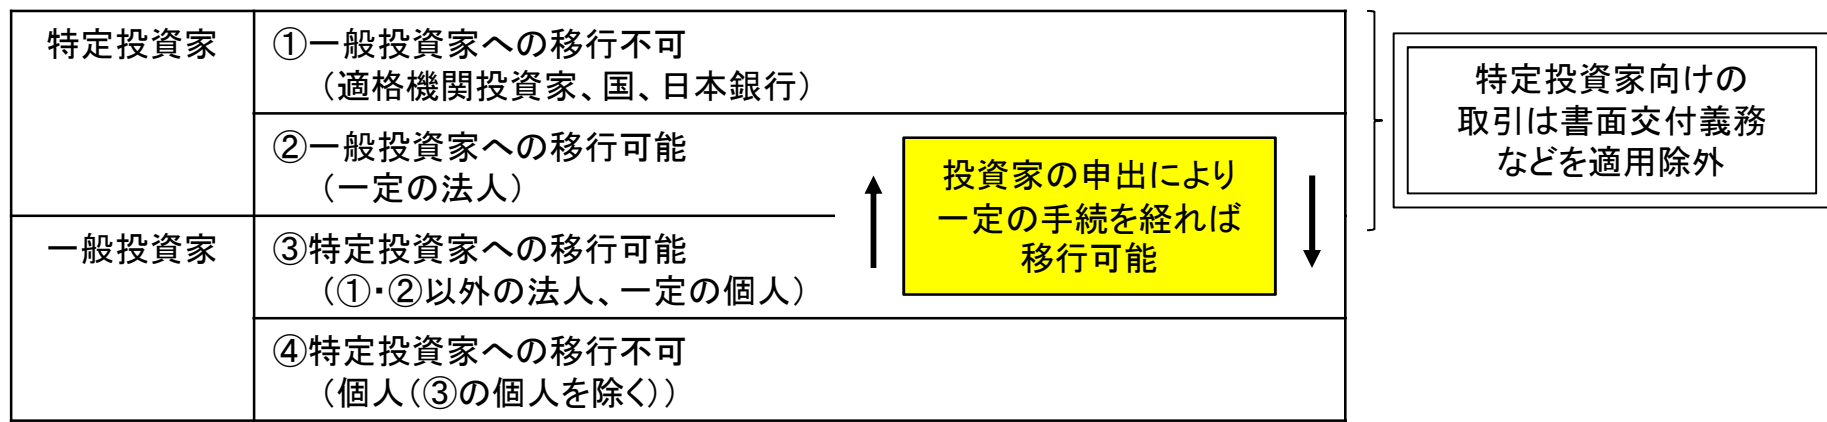 特定投資家
①一般投資家への移行不可
（適格機関投資家、国、日本銀行）
②一般投資家への移行可能
（一定の法人）
一般投資家
③特定投資家への移行可能
（①・②以外の法人、一定の個人）
④特定投資家への移行不可
（個人（③の個人を除く））
投資家の申出により
一定の手続を経れば
移行可能
特定投資家向けの
取引は書面交付義務
などを適用除外